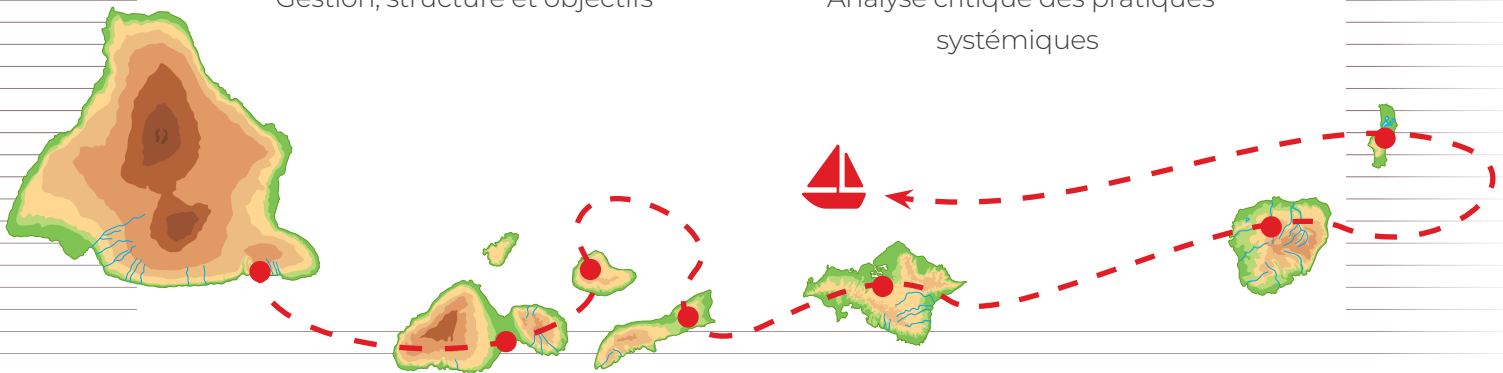 Gestion, structure et objectifs
Analyse critique des pratiques
systémiques